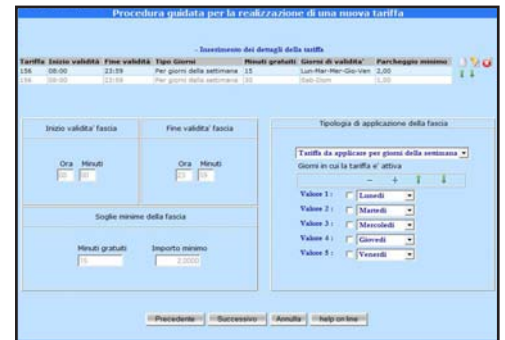 Procedura guidata per la realizzazione di una nuova tariffa
- Inserimento dei dettagli della tariffa
Tariffa Inizio validità Fine validità Tipo Giorni Minuti gratuiti Giorni di validita' Parcheggio minimo
156 08:00 23:59 Per giorni della settimana 15 Lun-Mar-Mer-Gio-Ven 2,00
156 08:00 23:59 Per giorni della settimana 30 Sab-Dom 1,00
Inizio validita' fascia Fine validita' fascia Tipologia di applicazione della fascia
Tariffa da applicare per giorni della settimana
Ora Minuti Ora Minuti Giorni in cui la tariffa e' attiva
23 59 - +
Valore 1 : Lunedì
Valore 2 : Martedì
Soglie minime della fascia Valore 3 : Mercoledì
Valore 4 : Giovedì
Minuti gratuiti Importo minimo Valore 5 : Venerdì
15 2,0000
Precedente Successivo Annulla help on line